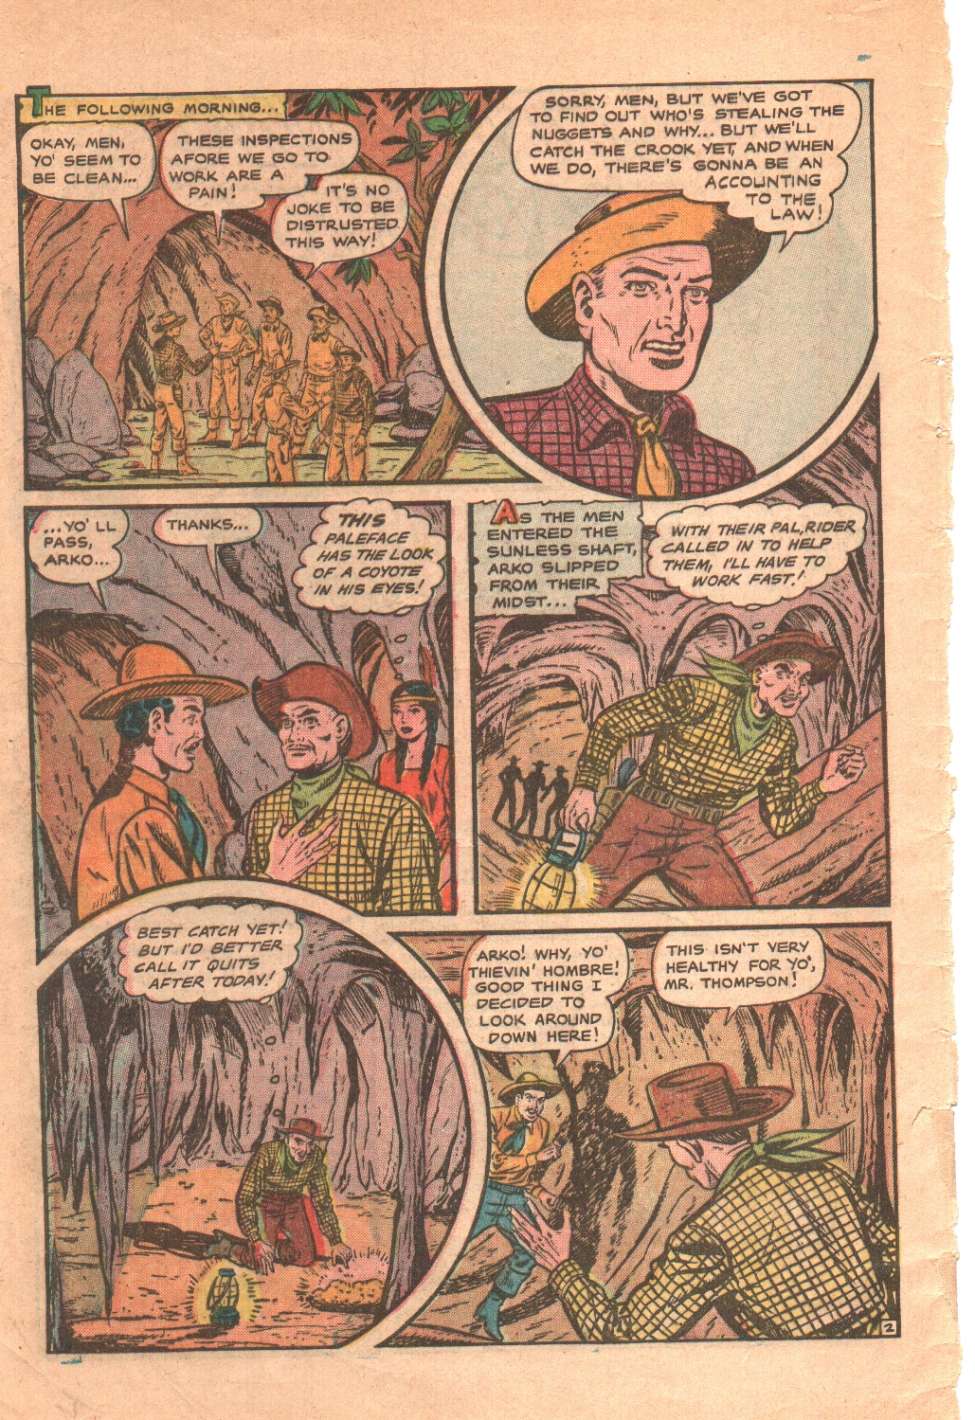 THE FOLLOWING MORNING...
OKAY, MEN,
YO' SEEM TO
BE CLEAN...
THESE INSPECTIONS
AFORE WE GO TO
WORK ARE A
PAIN!
IT'S NO
JOKE TO BE
DISTRUSTED
THIS WAY!
SORRY, MEN, BUT WE'VE GOT
TO FIND OUT WHO'S STEALING THE
NUGGETS AND WHY... BUT WE'LL
CATCH THE CROOK YET, AND WHEN
WE DO, THERE'S GONNA BE AN
ACCOUNTING
TO THE
LAW!
...YO'LL
PASS,
ARKO...
THANKS...
THIS
PALEFACE
HAS THE LOOK
OF A COYOTE
IN HIS EYES!
AS THE MEN
ENTERED THE
SUNLESS SHAFT,
ARKO SLIPPED
FROM THEIR
MIDST...
WITH THEIR PAL, RIDER
CALLED IN TO HELP
THEM, I'LL HAVE TO
WORK FAST!
BEST CATCH YET!
BUT I'D BETTER
CALL IT QUITS
AFTER TODAY!
ARKO! WHY, YO'
THIEVIN' HOMBRE!
GOOD THING I
DECIDED TO
LOOK AROUND
DOWN HERE!
THIS ISN'T VERY
HEALTHY FOR YO',
MR. THOMPSON!
2